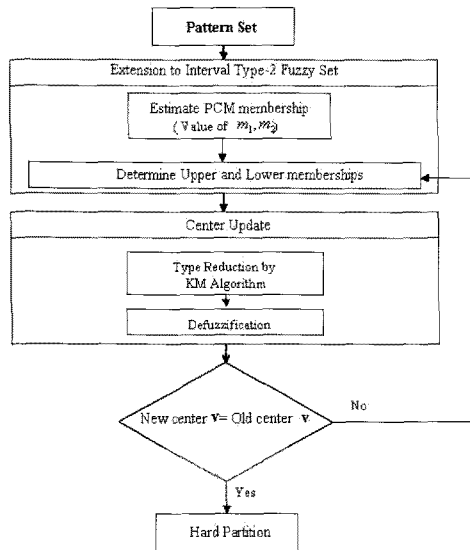 Pattern Set
Extension to Interval Type-2 Fuzzy Set
Estimate PCM membership
( Value of m₁, m₂)
Determine Upper and Lower memberships
Center Update
Type Reduction by
KM Algorithm
Defuzzification
New center v= Old center v
No
Yes
Hard Partition